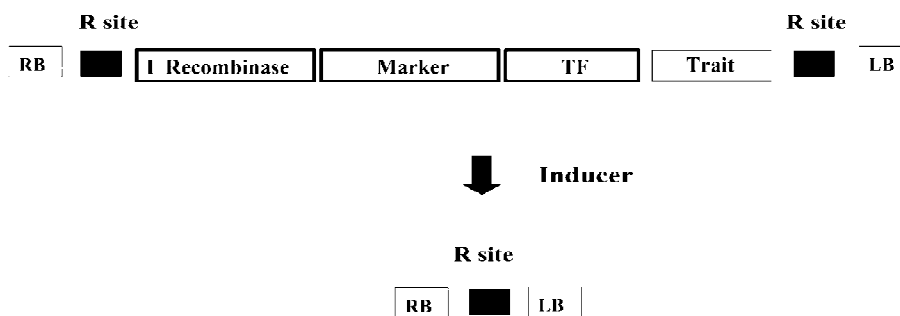 R site R site
RB I Recombinase Marker TF Trait LB
Inducer
R site
RB LB